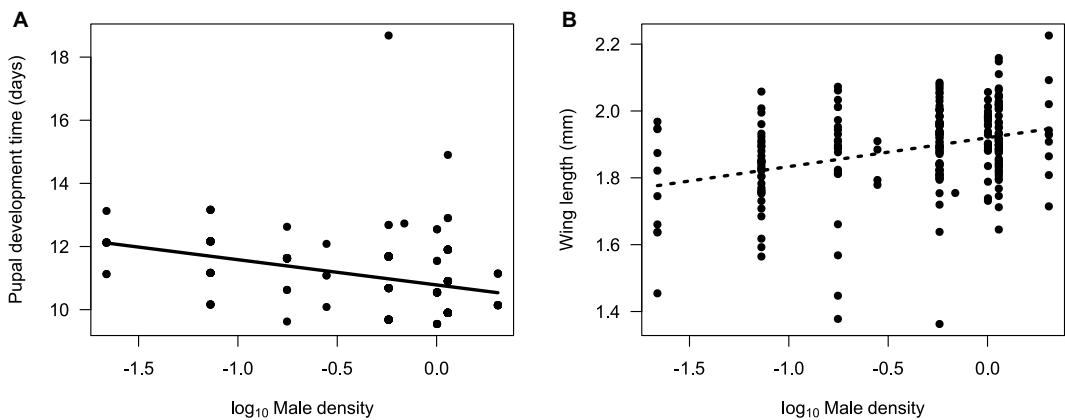 A
Pupal development time (days)
18
16
14
12
10
-1.5 -1.0 -0.5 0.0
log₁₀ Male density
B
Wing length (mm)
2.2
2.0
1.8
1.6
1.4
-1.5 -1.0 -0.5 0.0
log₁₀ Male density